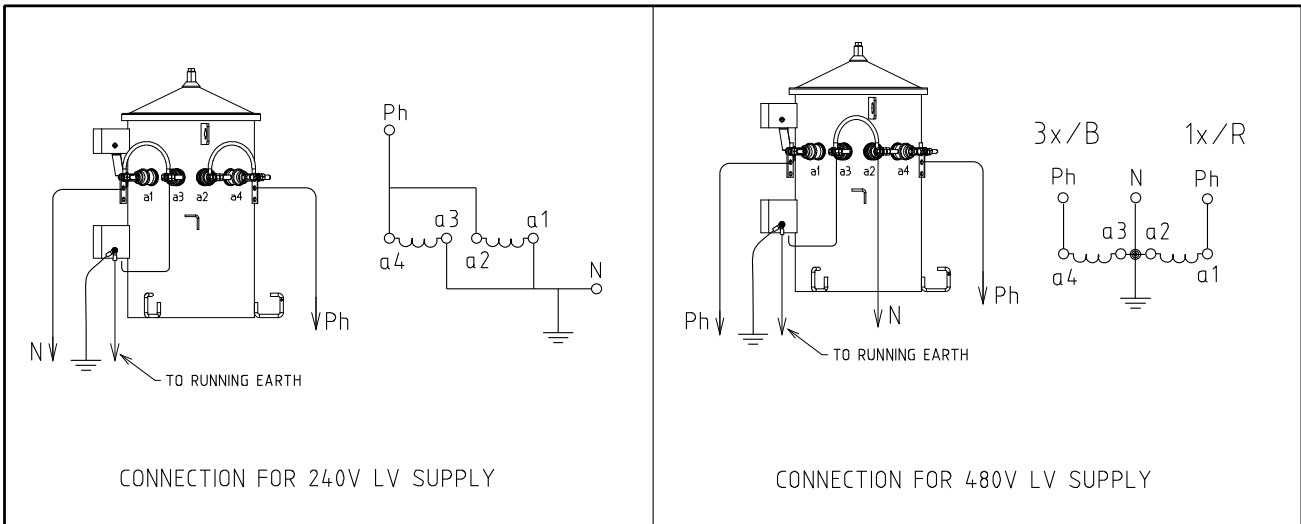 Ph
a1 a3 a2 a4
a3 a1
a4 a2
N
N
Ph
TO RUNNING EARTH
CONNECTION FOR 240V LV SUPPLY
3x/B 1x/R
Ph N Ph
a1 a3 a2 a4
a3 a2
a4 a1
Ph
N
Ph
TO RUNNING EARTH
CONNECTION FOR 480V LV SUPPLY